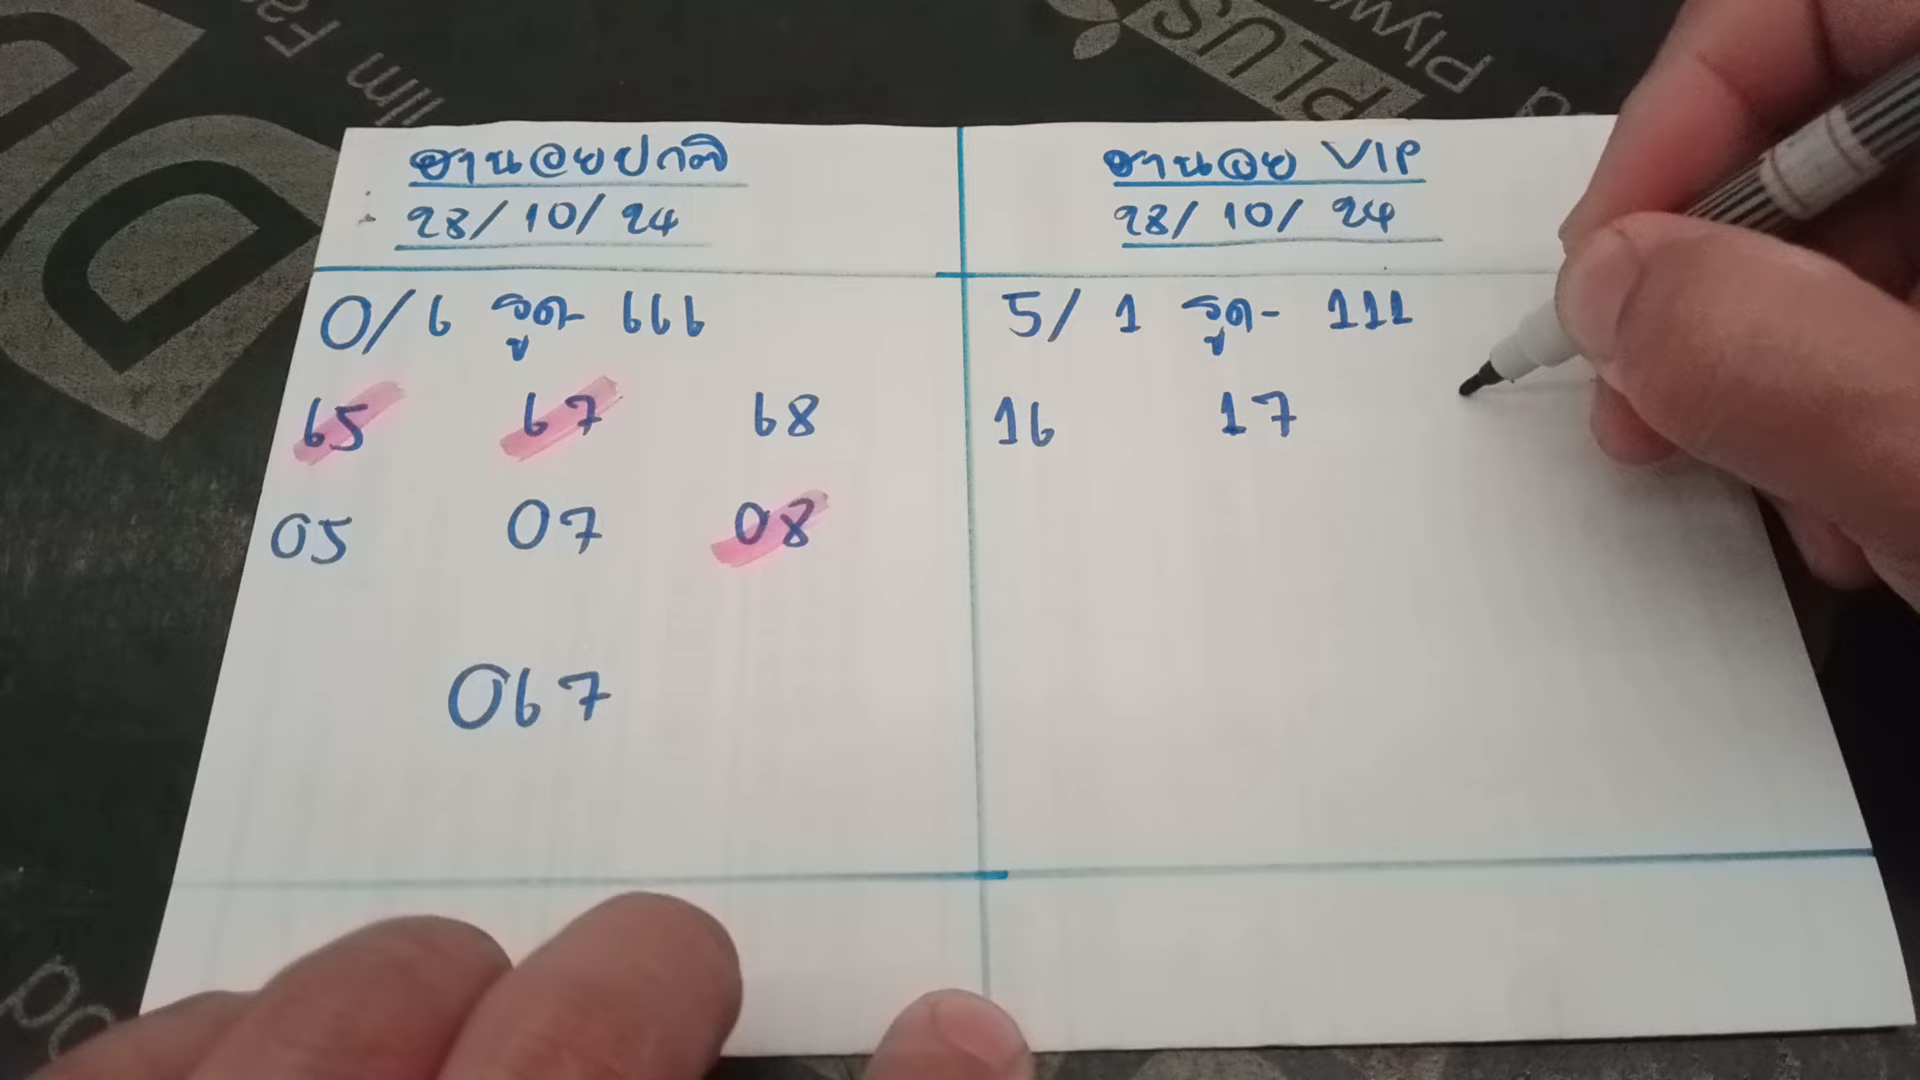 ฮานอยปกติ
28/10/24
0/6 รูด- 666
65 67 68
05 07 08
067
ฮานอย VIP
28/10/24
5/1 รูด- 111
16 17
PLUS